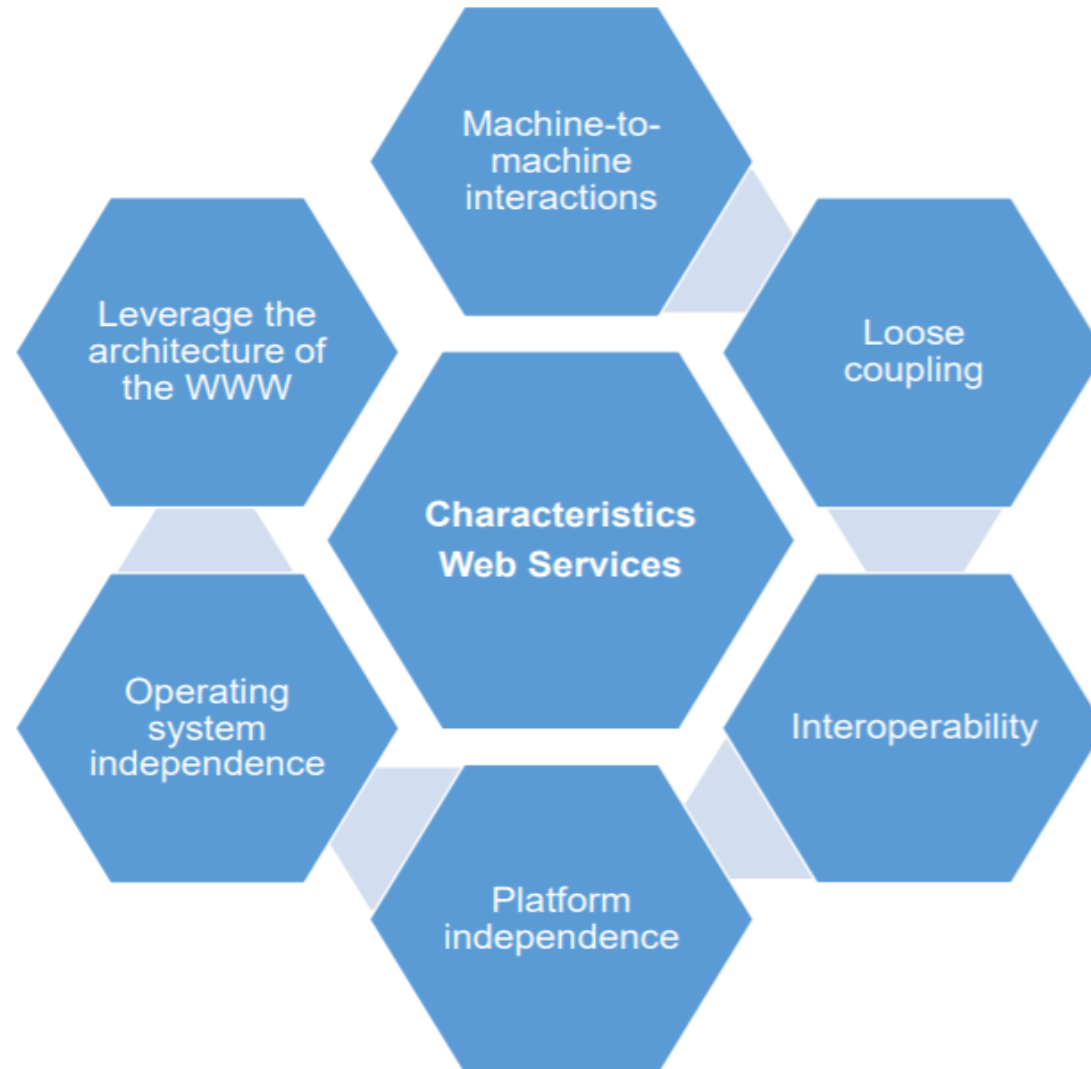 Machine-to-
machine
interactions
Leverage the
architecture of
the WWW
Loose
coupling
Characteristics
Web Services
Operating
system
independence
Interoperability
Platform
independence